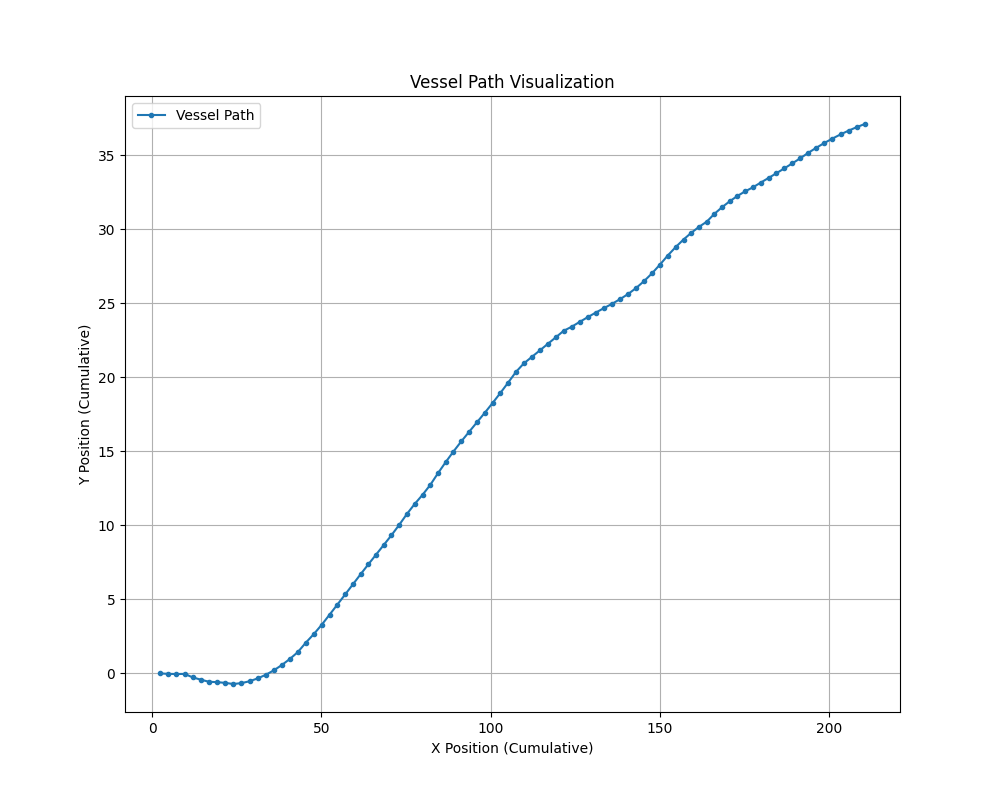 Vessel Path Visualization
Vessel Path
Y Position (Cumulative)
35
30
25
20
15
10
5
0
0 50 100 150 200
X Position (Cumulative)